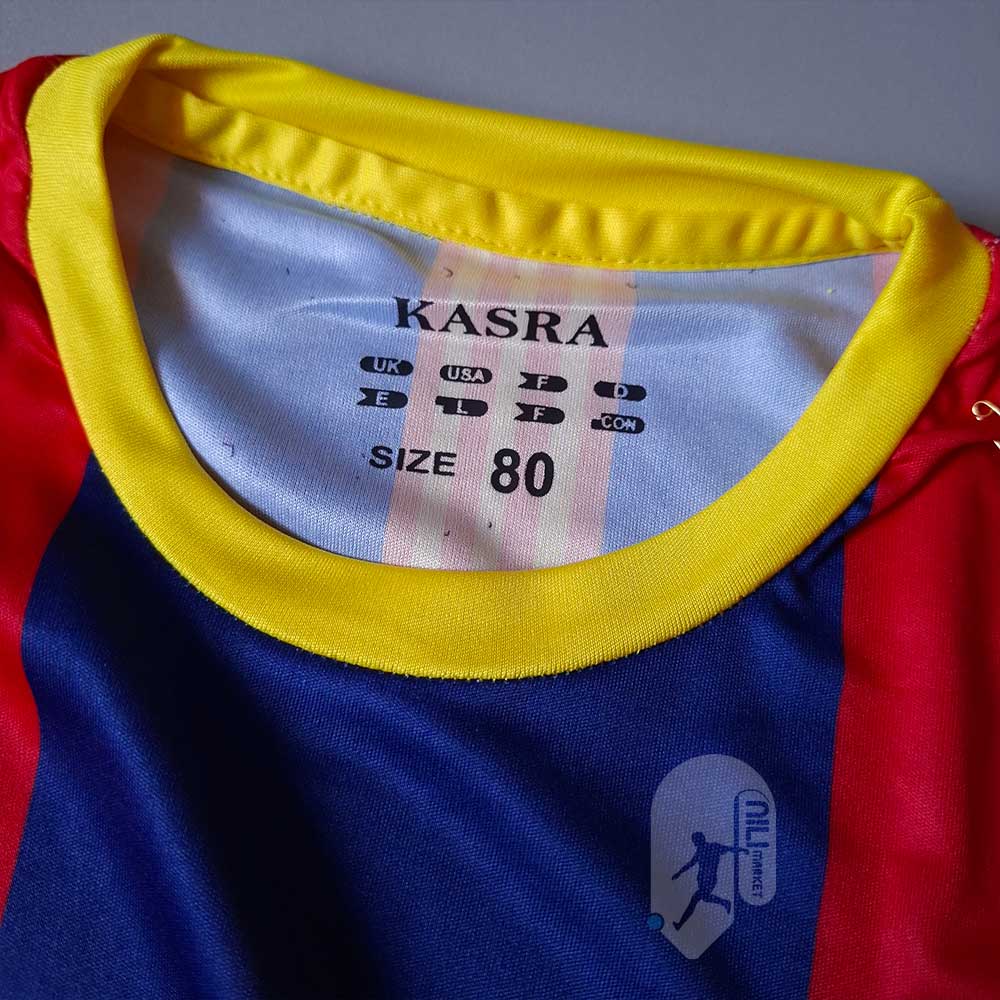 KASRA
UK USA F D
E L F CON
SIZE 80
NILI
MARKET